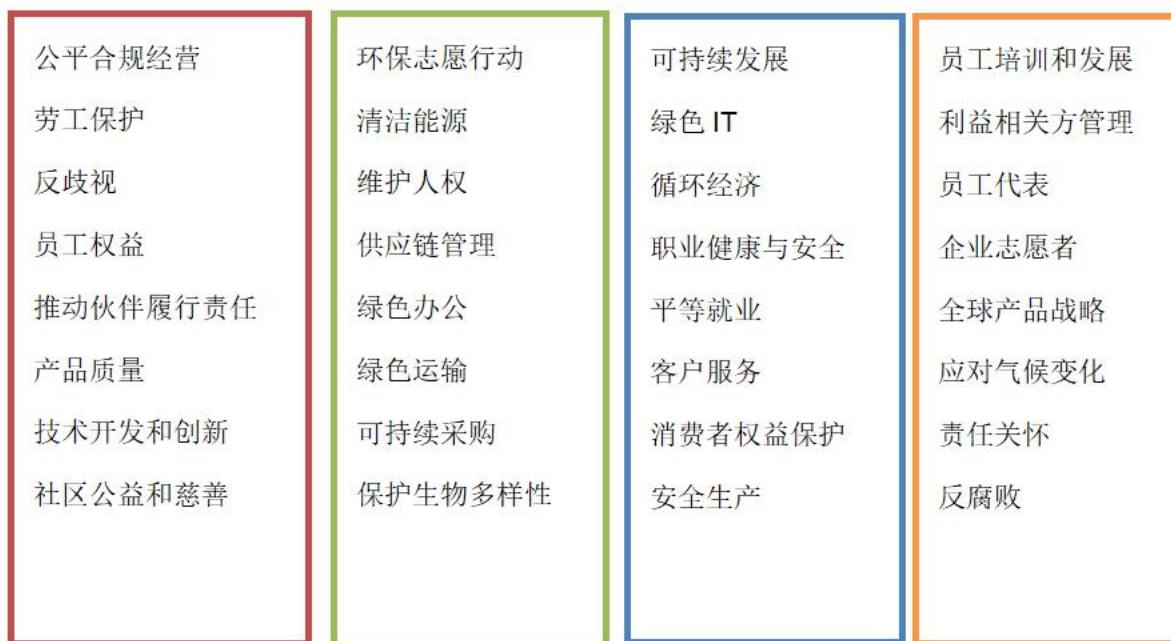 公平合规经营
劳工保护
反歧视
员工权益
推动伙伴履行责任
产品质量
技术开发和创新
社区公益和慈善
环保志愿行动
清洁能源
维护人权
供应链管理
绿色办公
绿色运输
可持续采购
保护生物多样性
可持续发展
绿色 IT
循环经济
职业健康与安全
平等就业
客户服务
消费者权益保护
安全生产
员工培训和发展
利益相关方管理
员工代表
企业志愿者
全球产品战略
应对气候变化
责任关怀
反腐败